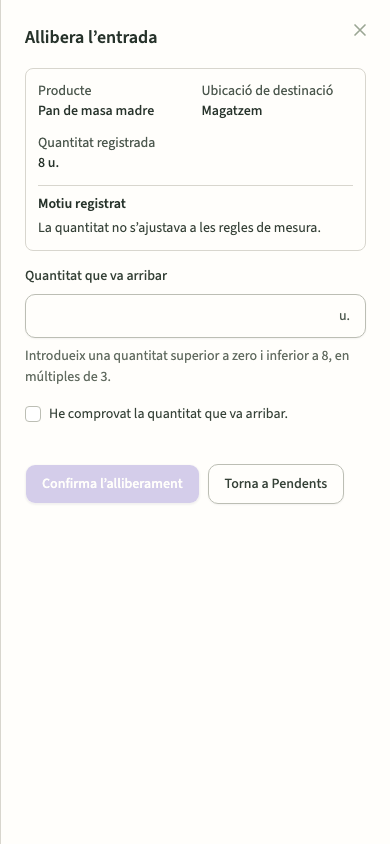 Allibera l’entrada
Producte
Pan de masa madre
Ubicació de destinació
Magatzem
Quantitat registrada
8 u.
Motiu registrat
La quantitat no s’ajustava a les regles de mesura.
Quantitat que va arribar
u.
Introdueix una quantitat superior a zero i inferior a 8, en
múltiples de 3.
He comprovat la quantitat que va arribar.
Confirma l’alliberament
Torna a Pendents